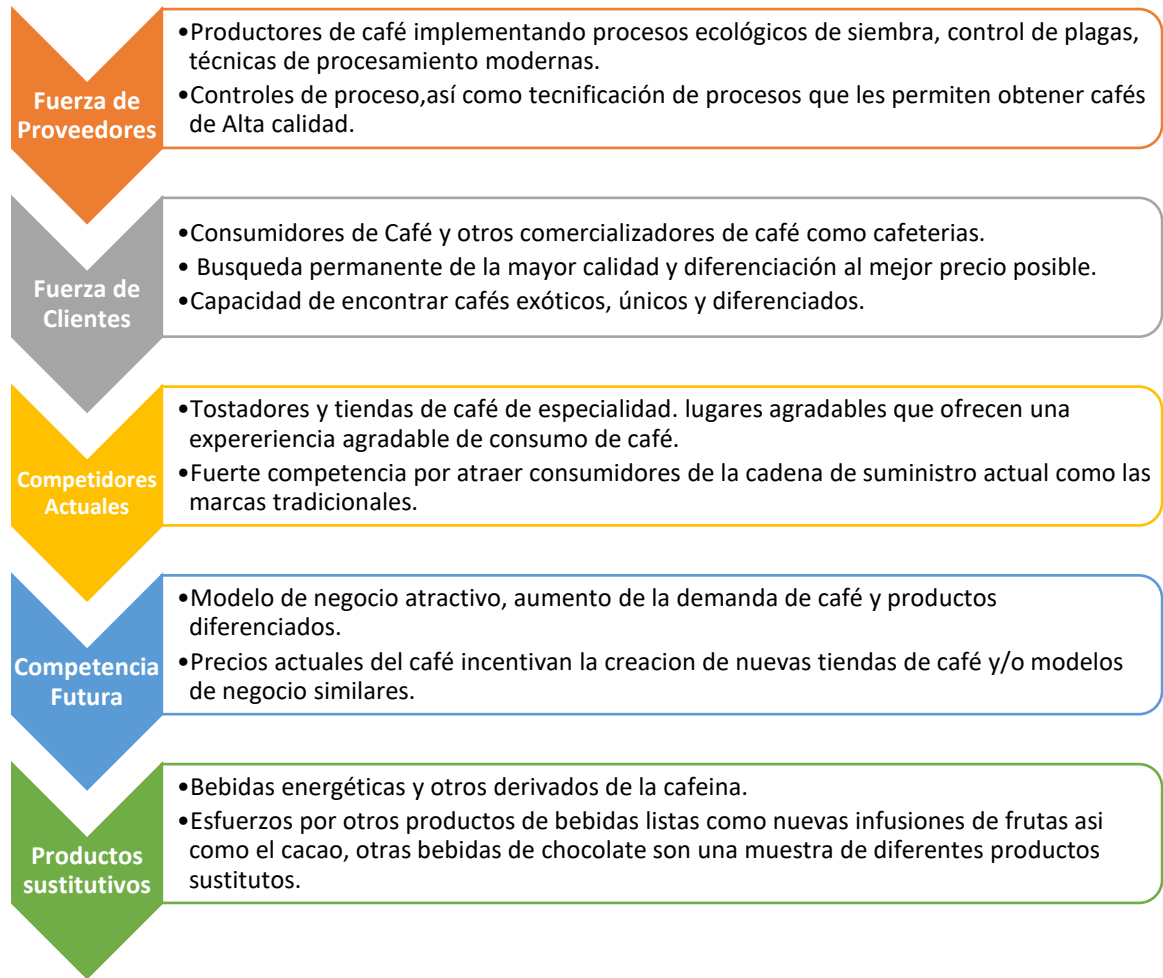 Fuerza de
Proveedores
•Productores de café implementando procesos ecológicos de siembra, control de plagas,
técnicas de procesamiento modernas.
•Controles de proceso,así como tecnificación de procesos que les permiten obtener cafés
de Alta calidad.
Fuerza de
Clientes
•Consumidores de Café y otros comercializadores de café como cafeterias.
• Busqueda permanente de la mayor calidad y diferenciación al mejor precio posible.
•Capacidad de encontrar cafés exóticos, únicos y diferenciados.
Competidores
Actuales
•Tostadores y tiendas de café de especialidad. lugares agradables que ofrecen una
expereriencia agradable de consumo de café.
•Fuerte competencia por atraer consumidores de la cadena de suministro actual como las
marcas tradicionales.
Competencia
Futura
•Modelo de negocio atractivo, aumento de la demanda de café y productos
diferenciados.
•Precios actuales del café incentivan la creacion de nuevas tiendas de café y/o modelos
de negocio similares.
Productos
sustitutivos
•Bebidas energéticas y otros derivados de la cafeina.
•Esfuerzos por otros productos de bebidas listas como nuevas infusiones de frutas asi
como el cacao, otras bebidas de chocolate son una muestra de diferentes productos
sustitutos.